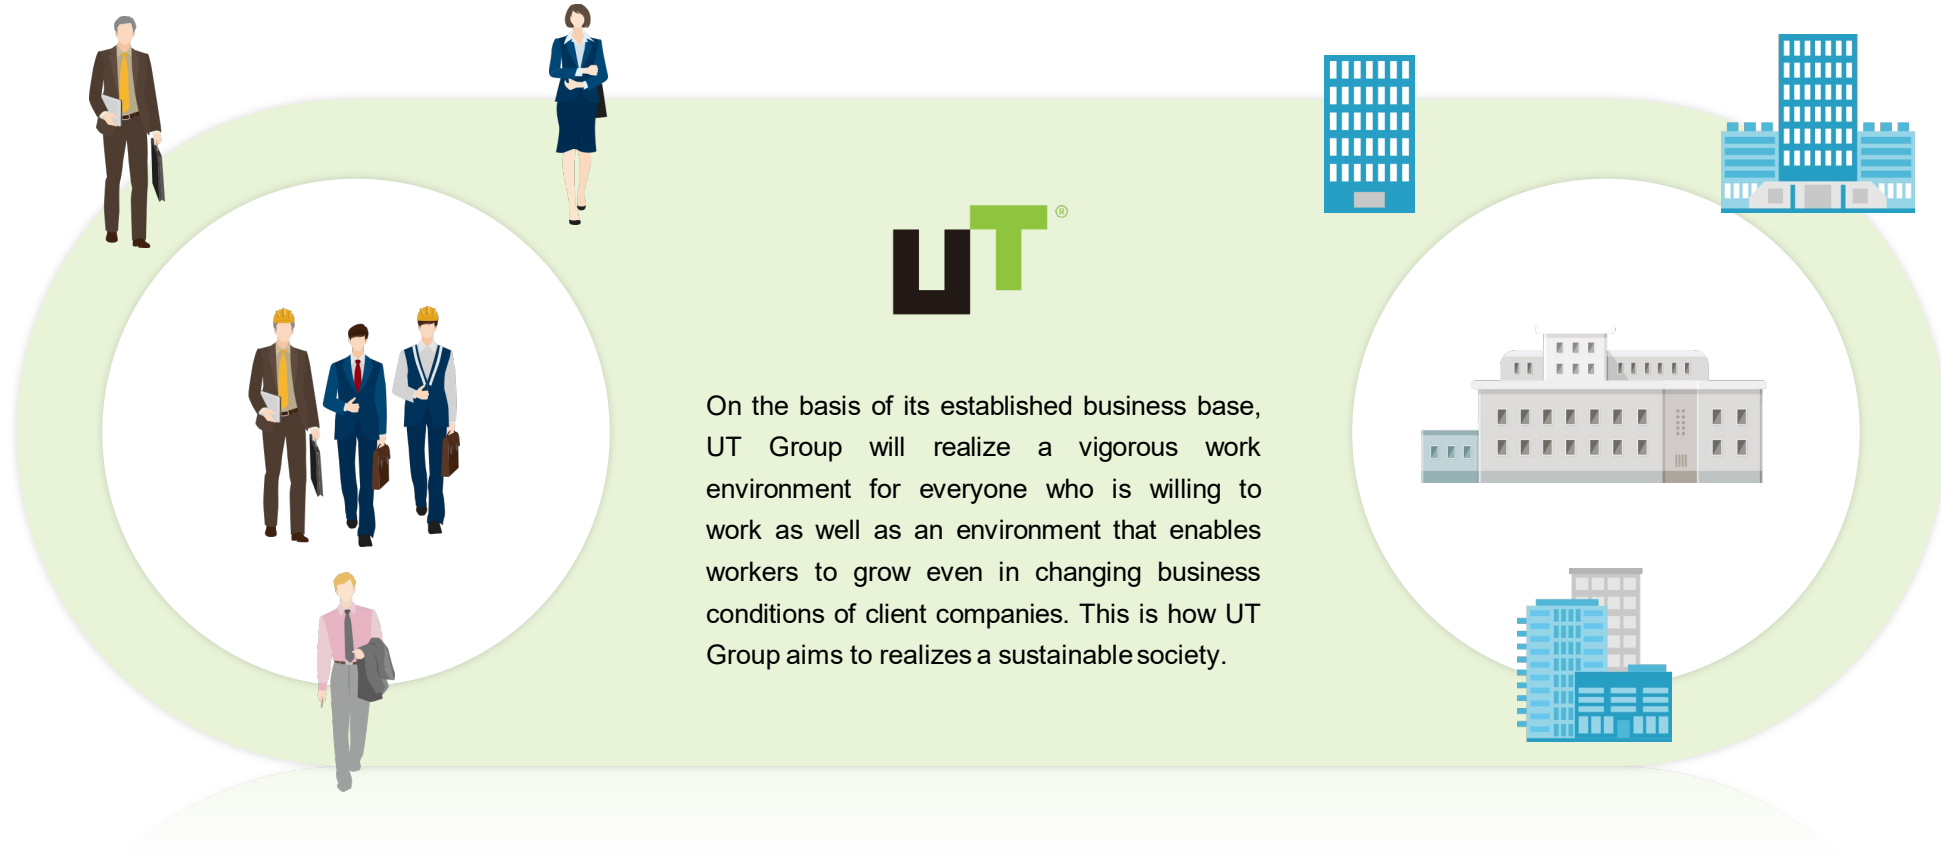 UT®
On the basis of its established business base,
UT Group will realize a vigorous work
environment for everyone who is willing to
work as well as an environment that enables
workers to grow even in changing business
conditions of client companies. This is how UT
Group aims to realizes a sustainable society.